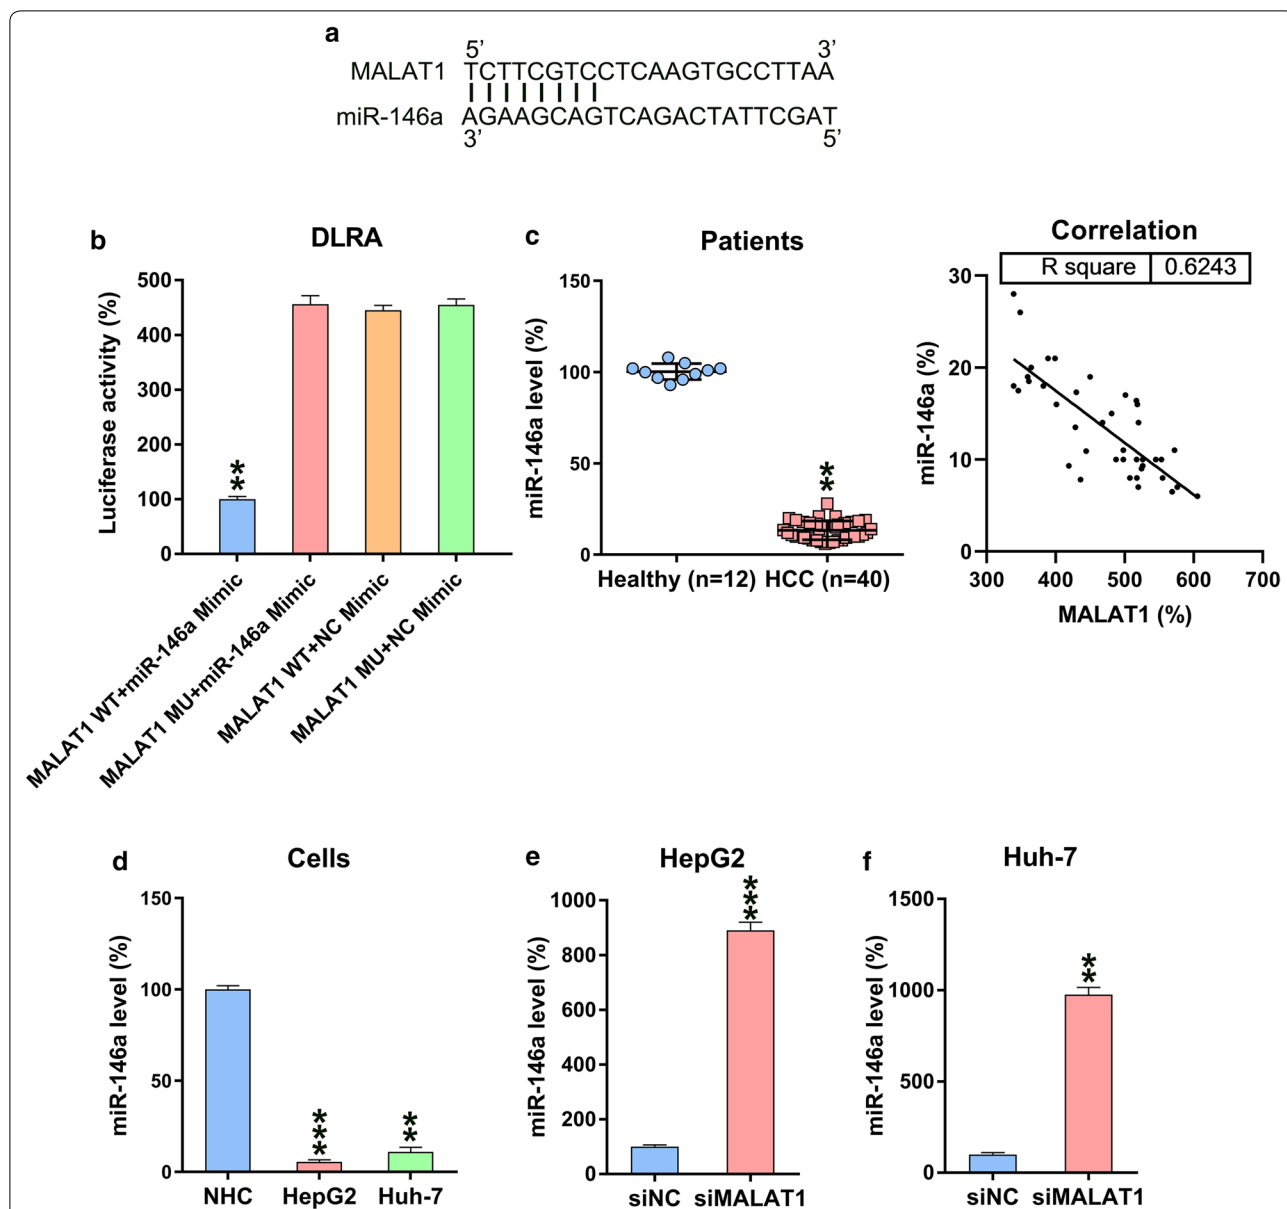 a
5’ 3’
MALAT1 TCTTCGTCCTCAAGTGCCTTAA
miR-146a AGAAGCAGTCAGACTATTCGAT
3’ 5’
b
DLRA
Luciferase activity (%)
500
400
300
200
100
0
**
MALAT1 WT+miR-146a Mimic
MALAT1 MU+miR-146a Mimic
MALAT1 WT+NC Mimic
MALAT1 MU+NC Mimic
c
Patients
miR-146a level (%)
150
100
50
0
**
Healthy (n=12) HCC (n=40)
Correlation
R square 0.6243
miR-146a (%)
30
20
10
0
300 400 500 600 700
MALAT1 (%)
d
Cells
miR-146a level (%)
150
100
50
0
*** **
NHC HepG2 Huh-7
e
HepG2
miR-146a level (%)
1000
800
600
400
200
0
***
siNC siMALAT1
f
Huh-7
miR-146a level (%)
1500
1000
500
0
**
siNC siMALAT1